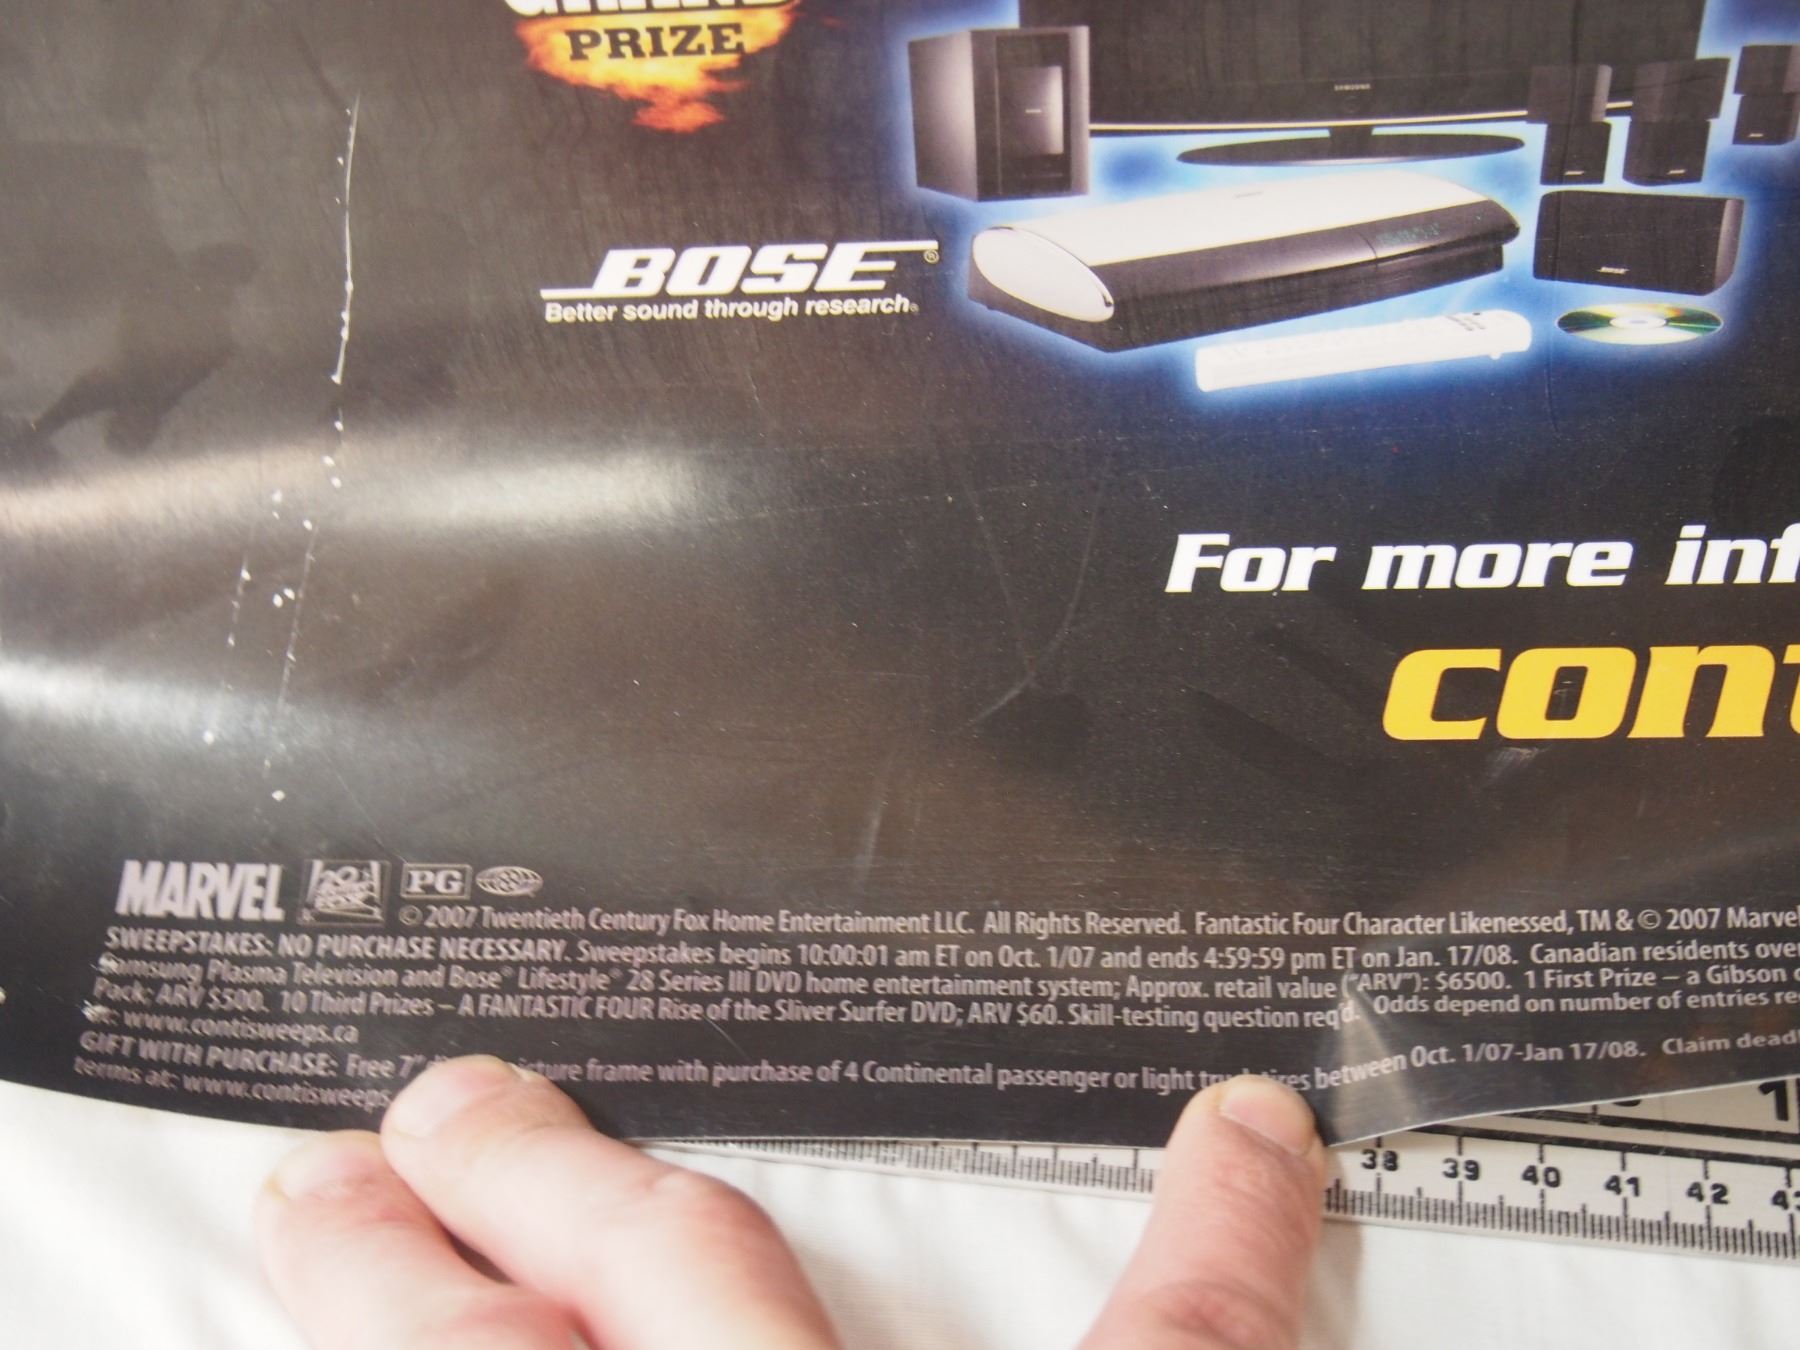 GRAND
PRIZE
SAMSUNG
BOSE®
Better sound through research®
BOSE
For more inf
cont
MARVEL PG
© 2007 Twentieth Century Fox Home Entertainment LLC. All Rights Reserved. Fantastic Four Character Likenessed, TM & © 2007 Marvel
SWEEPSTAKES: NO PURCHASE NECESSARY. Sweepstakes begins 10:00:01 am ET on Oct. 1/07 and ends 4:59:59 pm ET on Jan. 17/08. Canadian residents over
Samsung Plasma Television and Bose® Lifestyle® 28 Series III DVD home entertainment system; Approx. retail value ("ARV"): $6500. 1 First Prize – a Gibson
Pack; ARV $500. 10 Third Prizes – A FANTASTIC FOUR Rise of the Sliver Surfer DVD; ARV $60. Skill-testing question req'd. Odds depend on number of entries re
at: www.contisweeps.ca
GIFT WITH PURCHASE: Free 7" picture frame with purchase of 4 Continental passenger or light truck tires between Oct. 1/07-Jan 17/08. Claim deadl
terms at: www.contisweeps
38 39 40 41 42